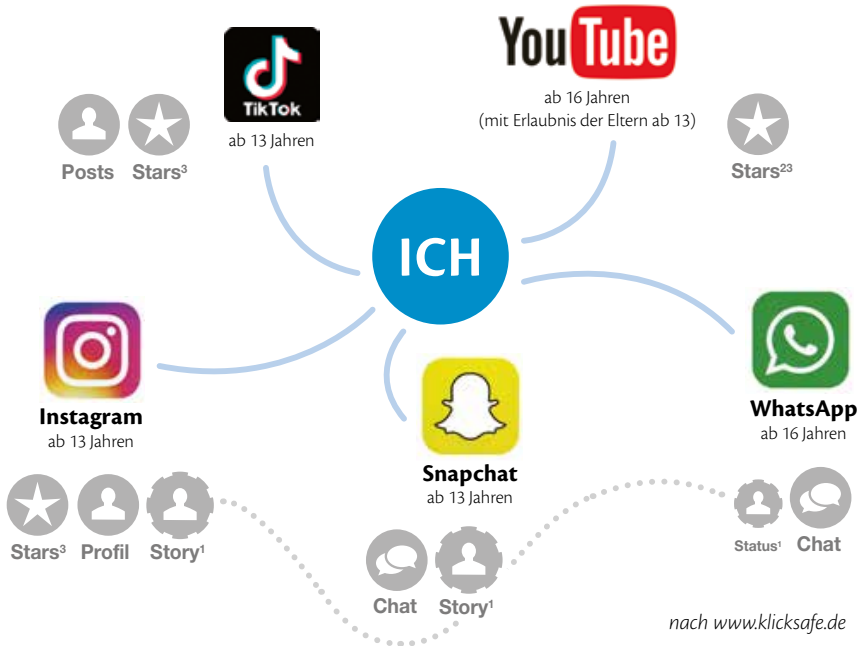 TikTok
ab 13 Jahren
Posts
Stars³
YouTube
ab 16 Jahren
(mit Erlaubnis der Eltern ab 13)
Stars²³
ICH
Instagram
ab 13 Jahren
Stars³
Profil
Story¹
Snapchat
ab 13 Jahren
Chat
Story¹
WhatsApp
ab 16 Jahren
Status¹
Chat
nach www.klicksafe.de